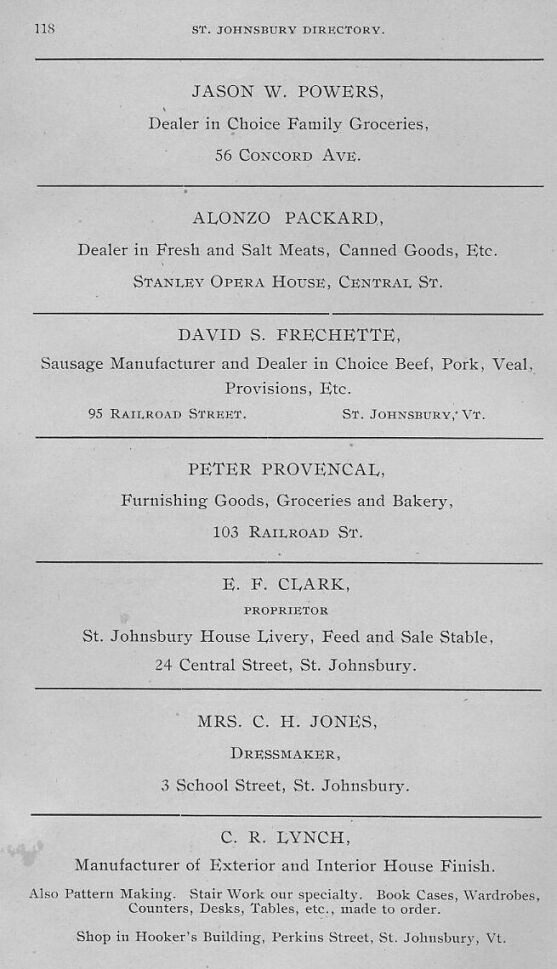 118
ST. JOHNSBURY DIRECTORY.
JASON W. POWERS,
Dealer in Choice Family Groceries,
56 CONCORD AVE.
ALONZO PACKARD,
Dealer in Fresh and Salt Meats, Canned Goods, Etc.
STANLEY OPERA HOUSE, CENTRAL ST.
DAVID S. FRECHETTE,
Sausage Manufacturer and Dealer in Choice Beef, Pork, Veal,
Provisions, Etc.
95 RAILROAD STREET. ST. JOHNSBURY, VT.
PETER PROVENCAL,
Furnishing Goods, Groceries and Bakery,
103 RAILROAD ST.
E. F. CLARK,
PROPRIETOR
St. Johnsbury House Livery, Feed and Sale Stable,
24 Central Street, St. Johnsbury.
MRS. C. H. JONES,
DRESSMAKER,
3 School Street, St. Johnsbury.
C. R. LYNCH,
Manufacturer of Exterior and Interior House Finish.
Also Pattern Making. Stair Work our specialty. Book Cases, Wardrobes,
Counters, Desks, Tables, etc., made to order.
Shop in Hooker's Building, Perkins Street, St. Johnsbury, Vt.